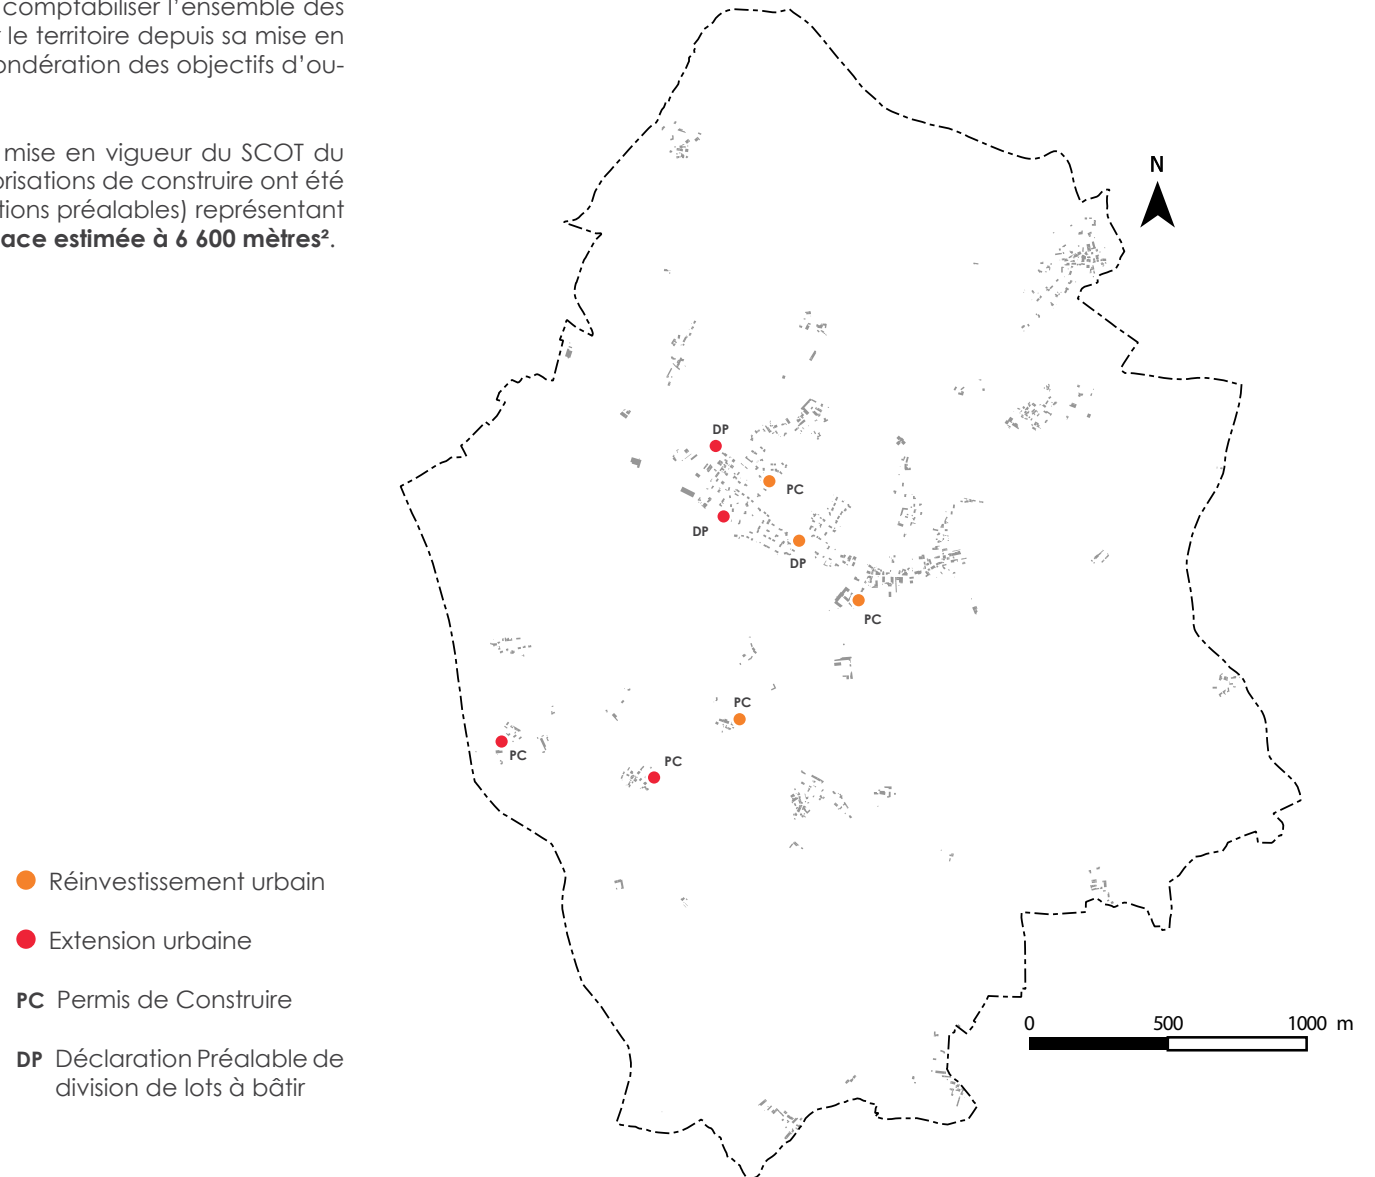 comptabiliser l'ensemble des
le territoire depuis sa mise en
ondération des objectifs d'ou-
mise en vigueur du SCOT du
orisations de construire ont été
tions préalables) représentant
ace estimée à 6 600 mètres².
N
DP
PC
DP
DP
PC
PC
PC
PC
Réinvestissement urbain
Extension urbaine
PC Permis de Construire
DP Déclaration Préalable de
division de lots à bâtir
0 500 1000 m